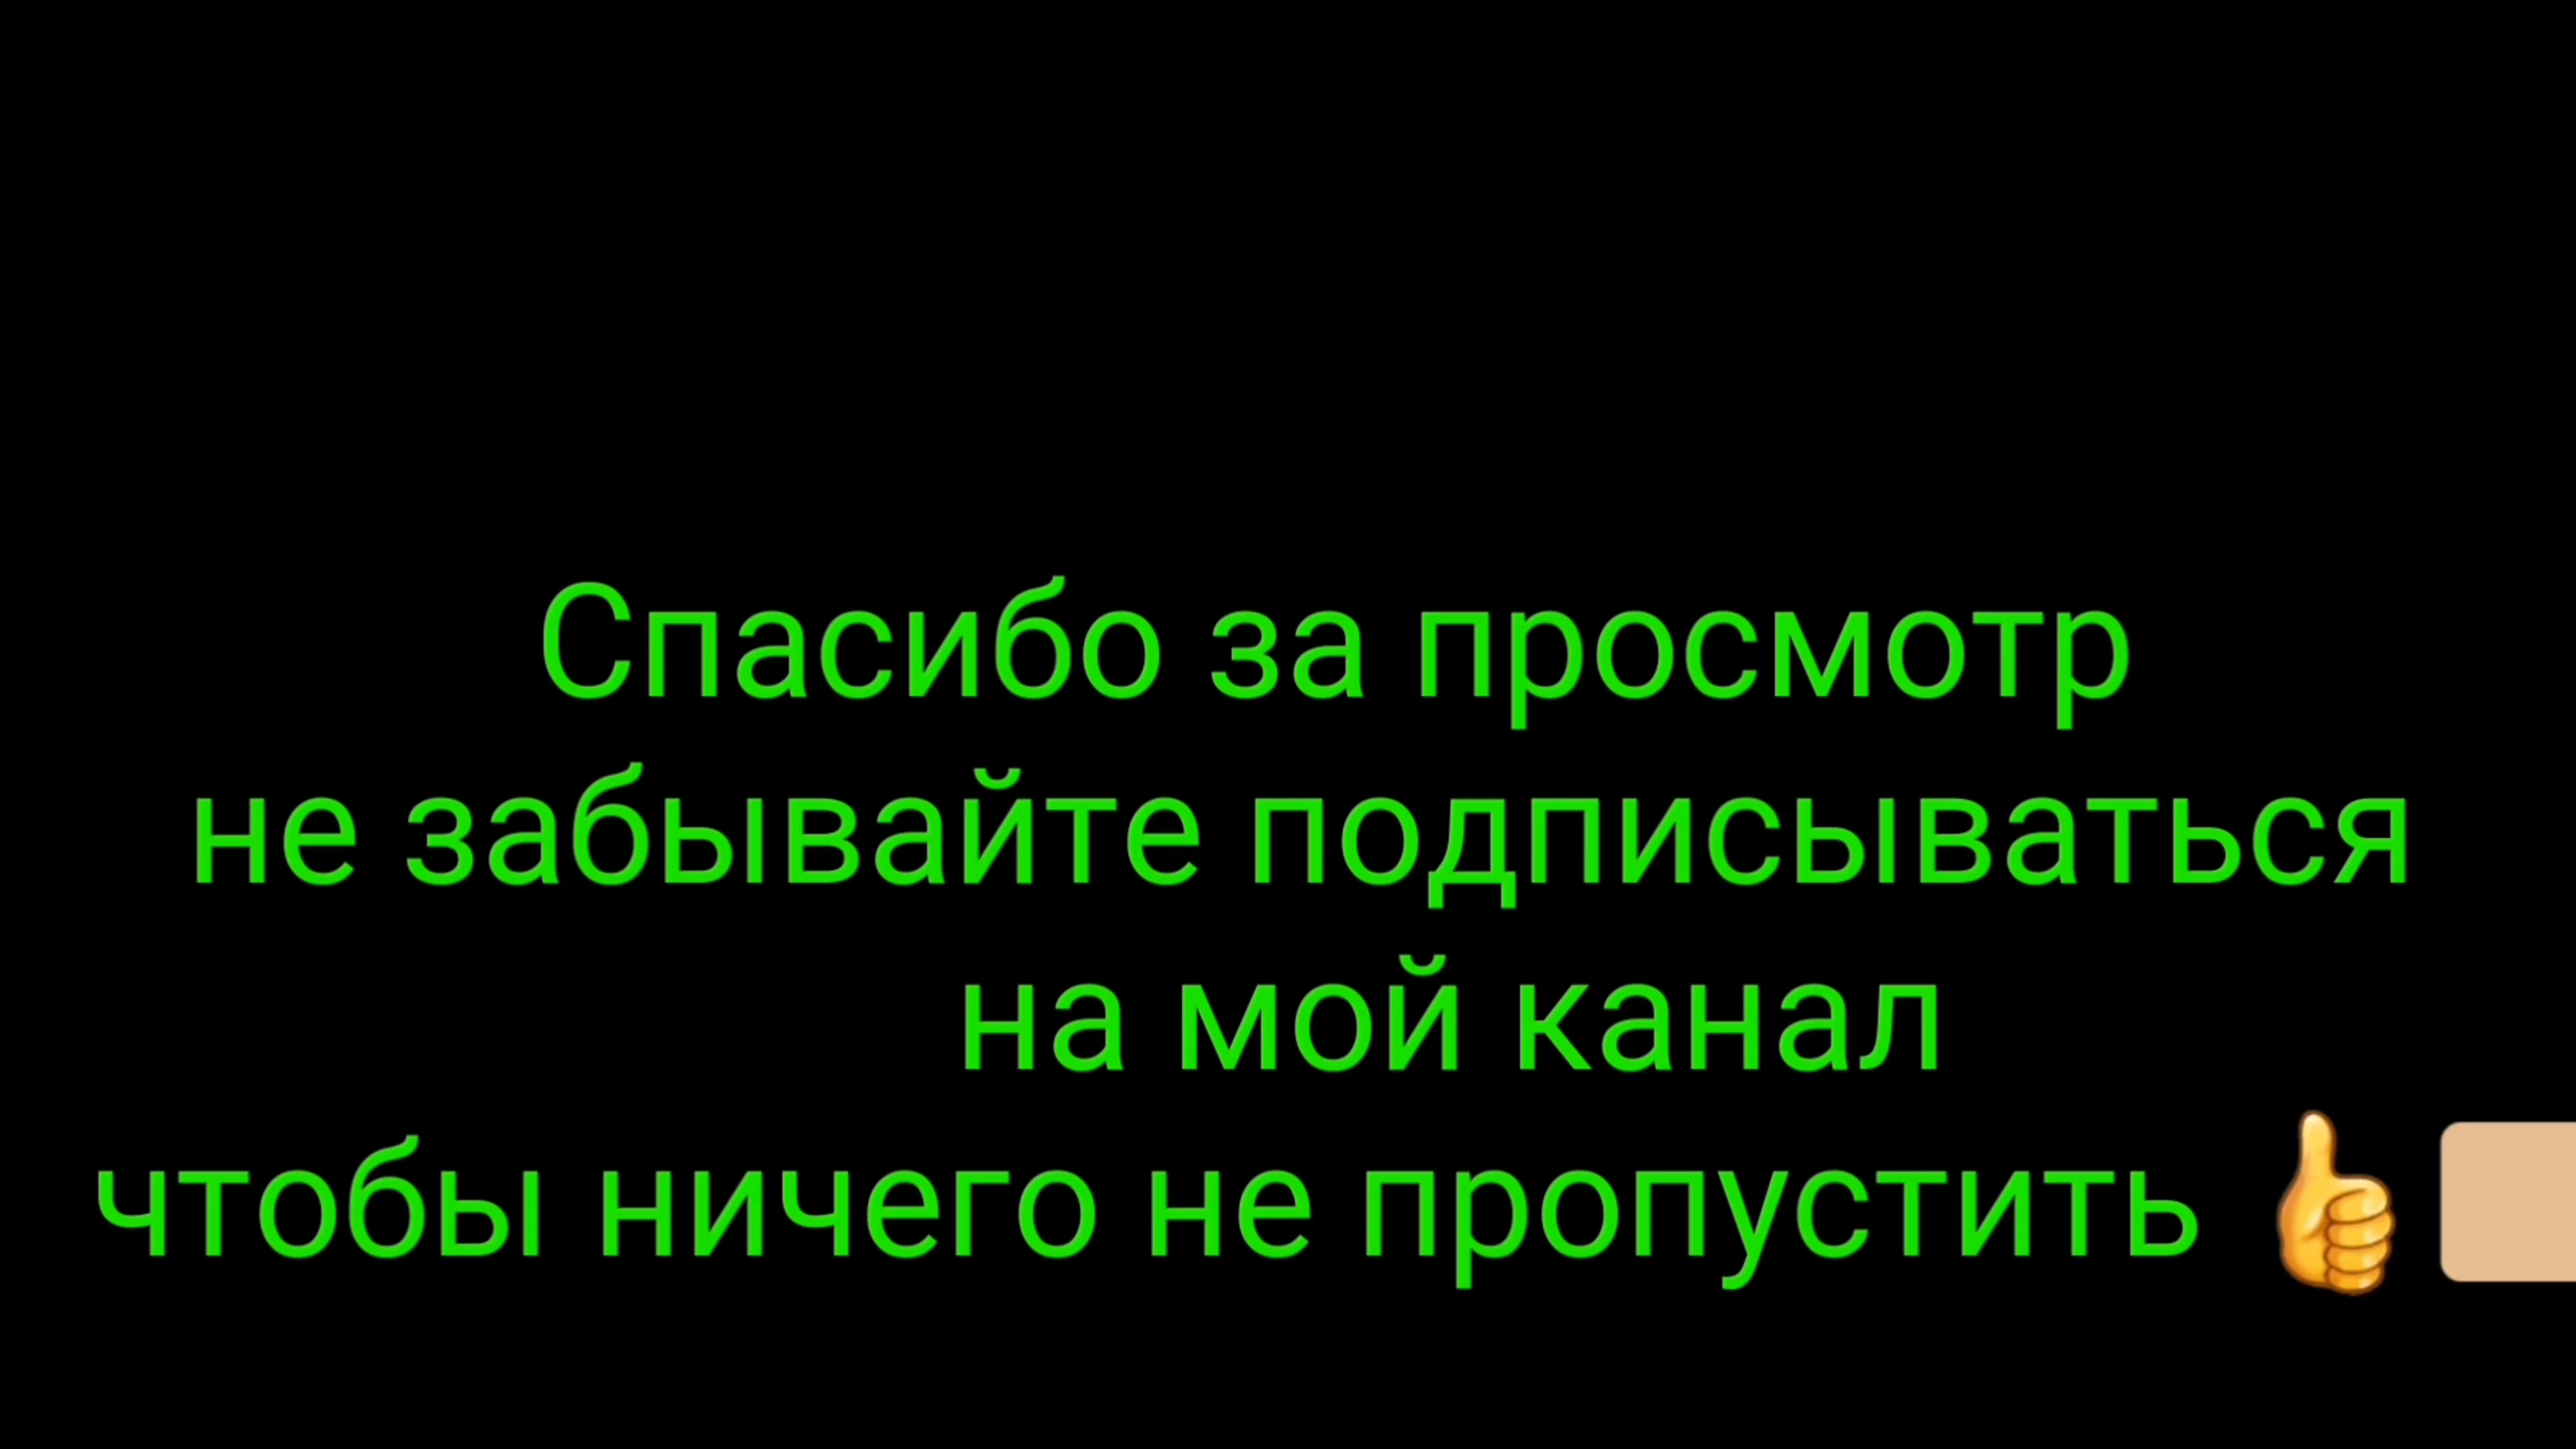 Спасибо за просмотр
не забывайте подписываться
на мой канал
чтобы ничего не пропустить 👍